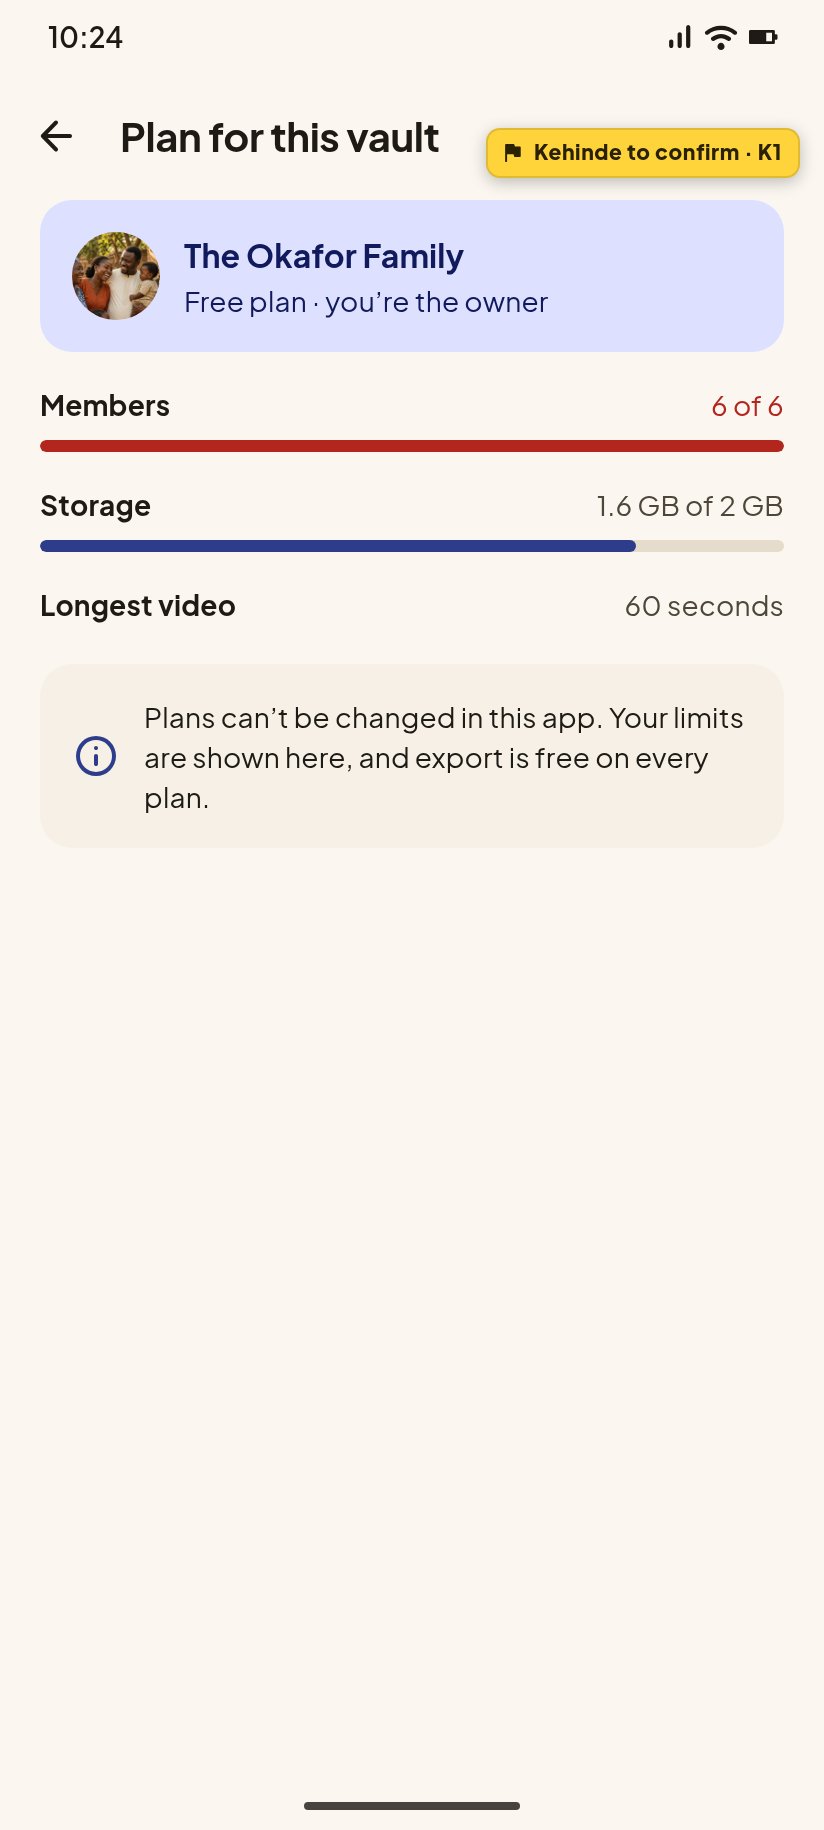 10:24
Plan for this vault
Kehinde to confirm · K1
The Okafor Family
Free plan · you’re the owner
Members
6 of 6
Storage
1.6 GB of 2 GB
Longest video
60 seconds
Plans can’t be changed in this app. Your limits
are shown here, and export is free on every
plan.